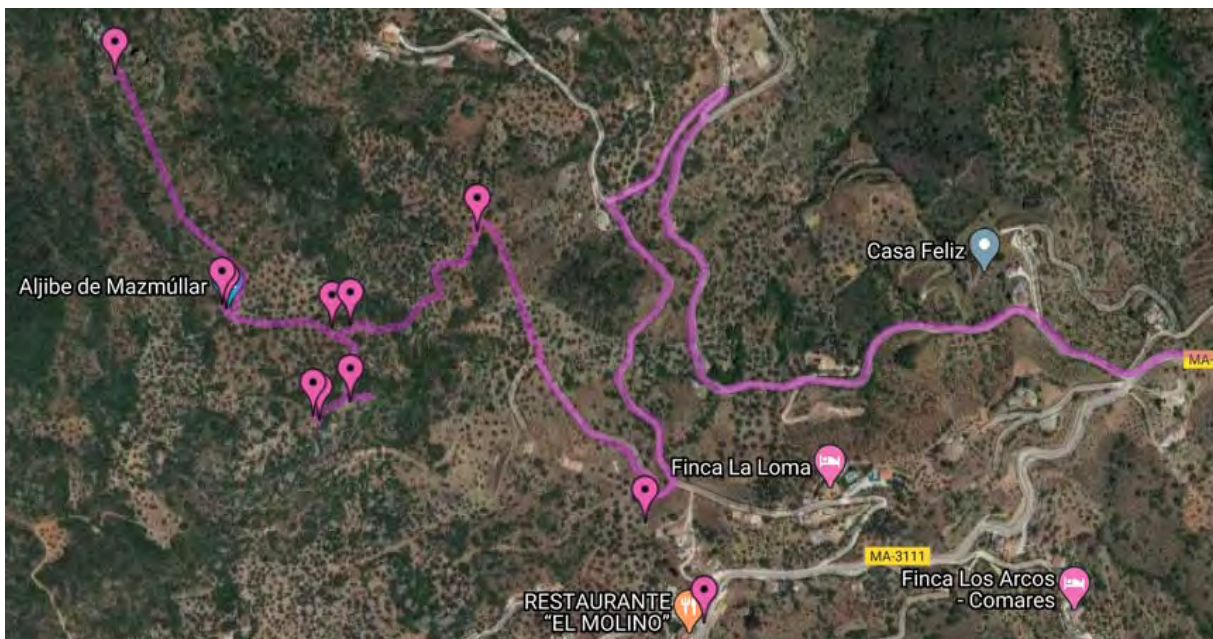 Casa Feliz
Aljibe de Mazmúllar
MA-
Finca La Loma
MA-3111
Finca Los Arcos
- Comares
RESTAURANTE
"EL MOLINO"